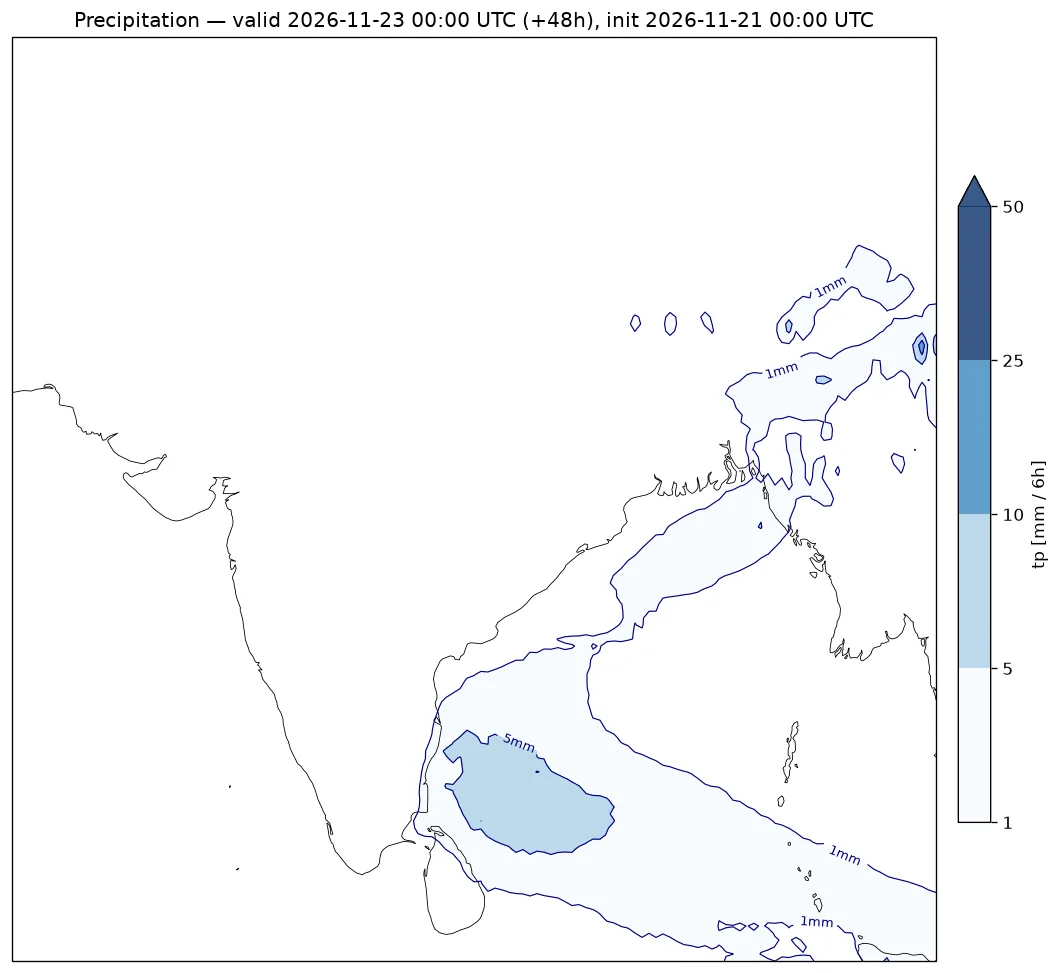 Precipitation — valid 2026-11-23 00:00 UTC (+48h), init 2026-11-21 00:00 UTC
50
1mm
25
1mm
10
tp [mm / 6h]
5
5mm
1
1mm
1mm